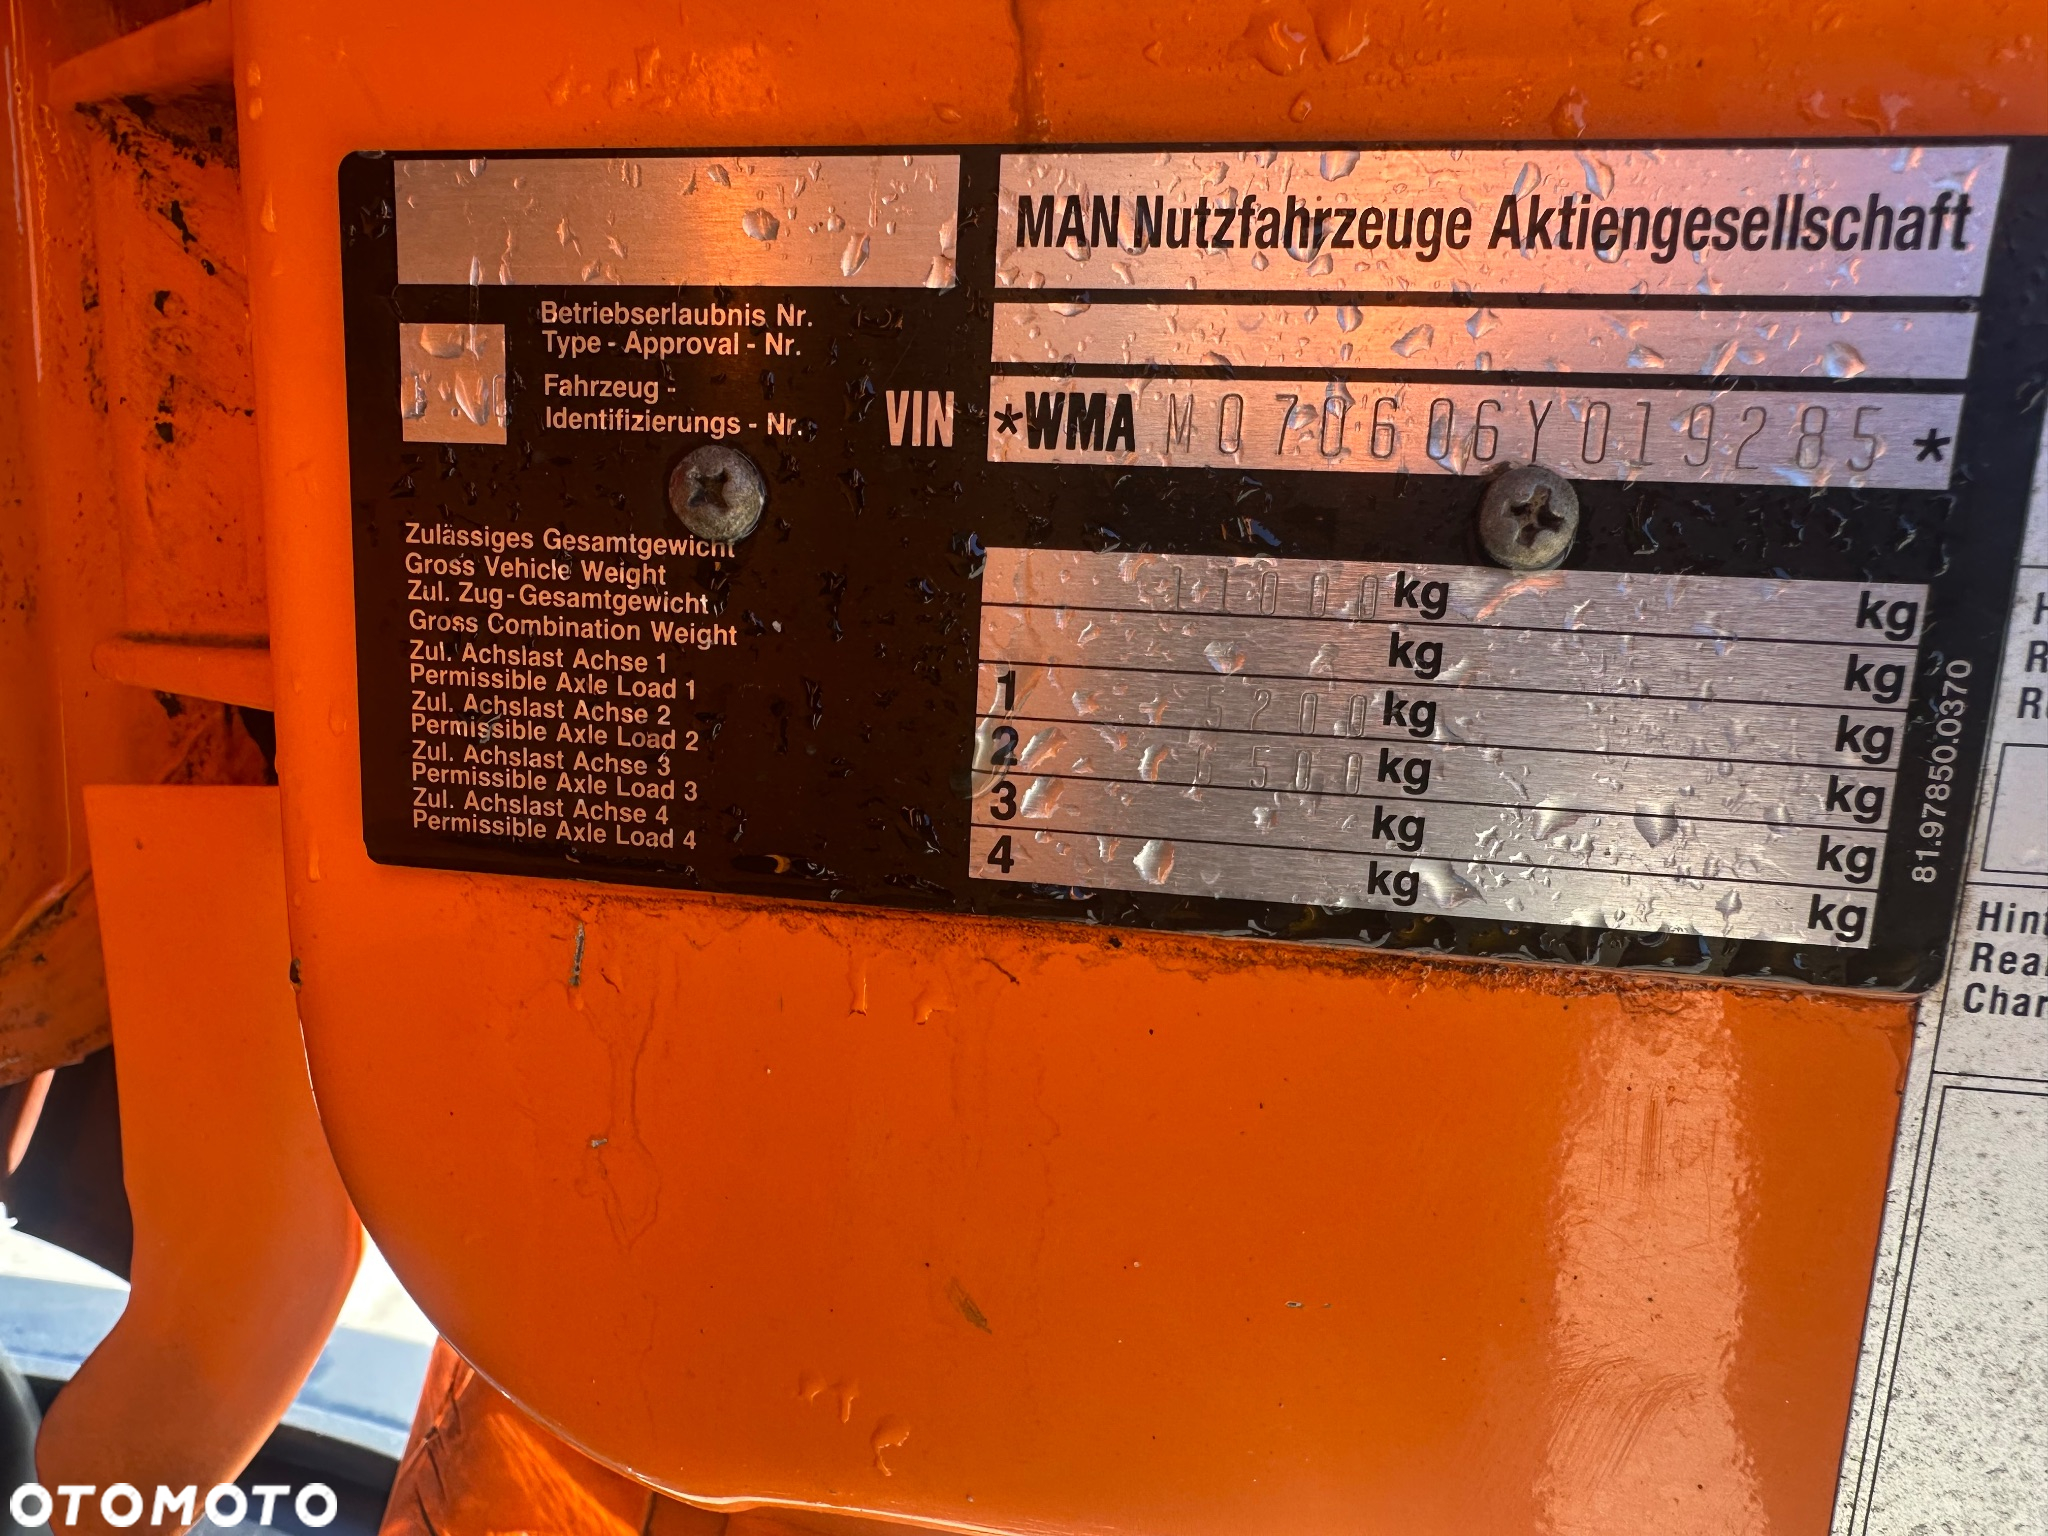 MAN Nutzfahrzeuge Aktiengesellschaft
Betriebserlaubnis Nr.
Type - Approval - Nr.
Fahrzeug -
Identifizierungs - Nr.
VIN *WMA M070606Y019285 *
Zulässiges Gesamtgewicht
Gross Vehicle Weight
11000 kg kg
Zul. Zug-Gesamtgewicht
Gross Combination Weight
kg kg
Zul. Achslast Achse 1
Permissible Axle Load 1
1 5200 kg kg
Zul. Achslast Achse 2
Permissible Axle Load 2
2 6500 kg kg
Zul. Achslast Achse 3
Permissible Axle Load 3
3 kg kg
Zul. Achslast Achse 4
Permissible Axle Load 4
4 kg kg
81.97850.0370
OTOMOTO